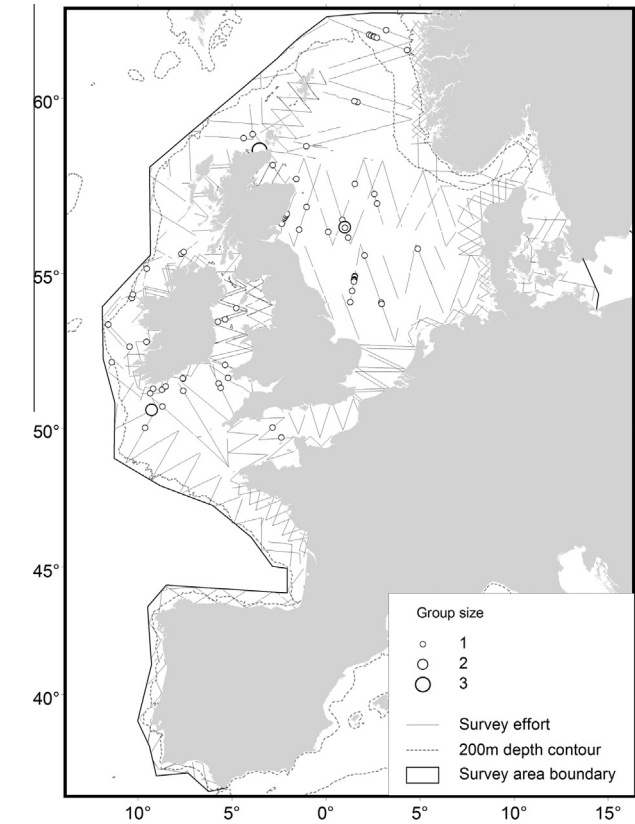 60°
55°
50°
45°
40°
Group size
1
2
3
Survey effort
200m depth contour
Survey area boundary
10° 5° 0° 5° 10° 15°